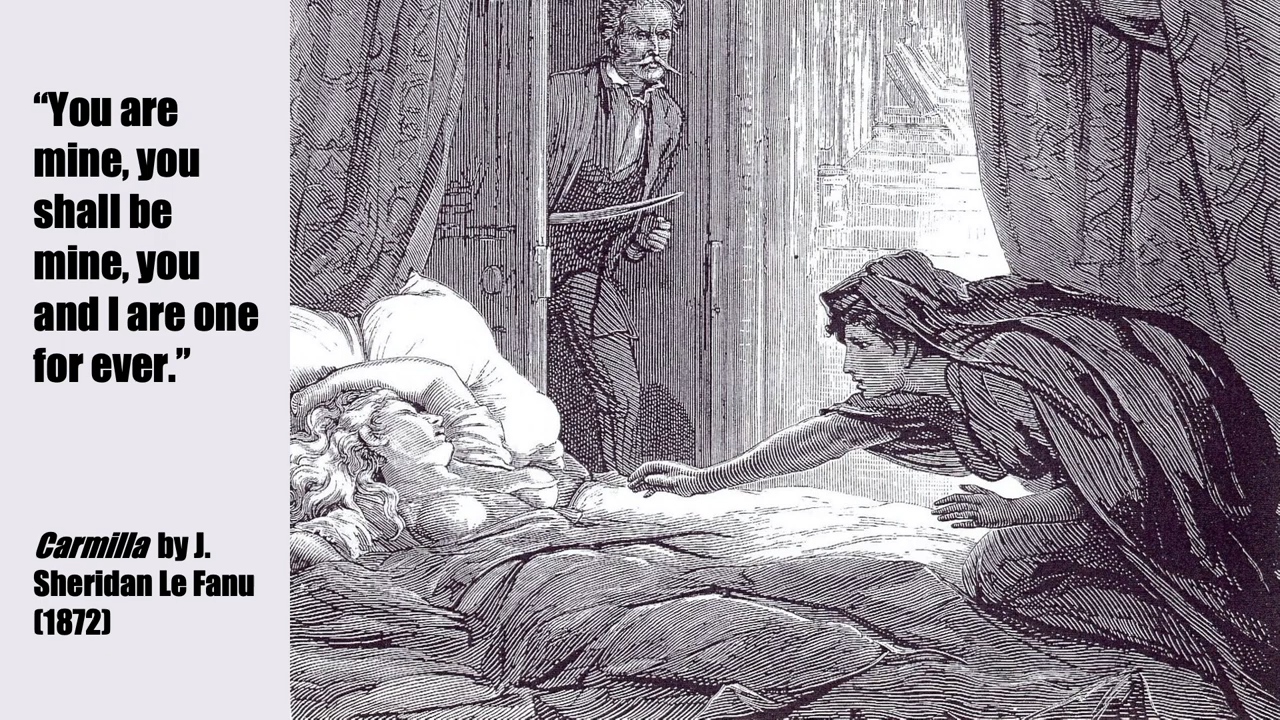 “You are
mine, you
shall be
mine, you
and I are one
for ever.”
Carmilla by J.
Sheridan Le Fanu
(1872)